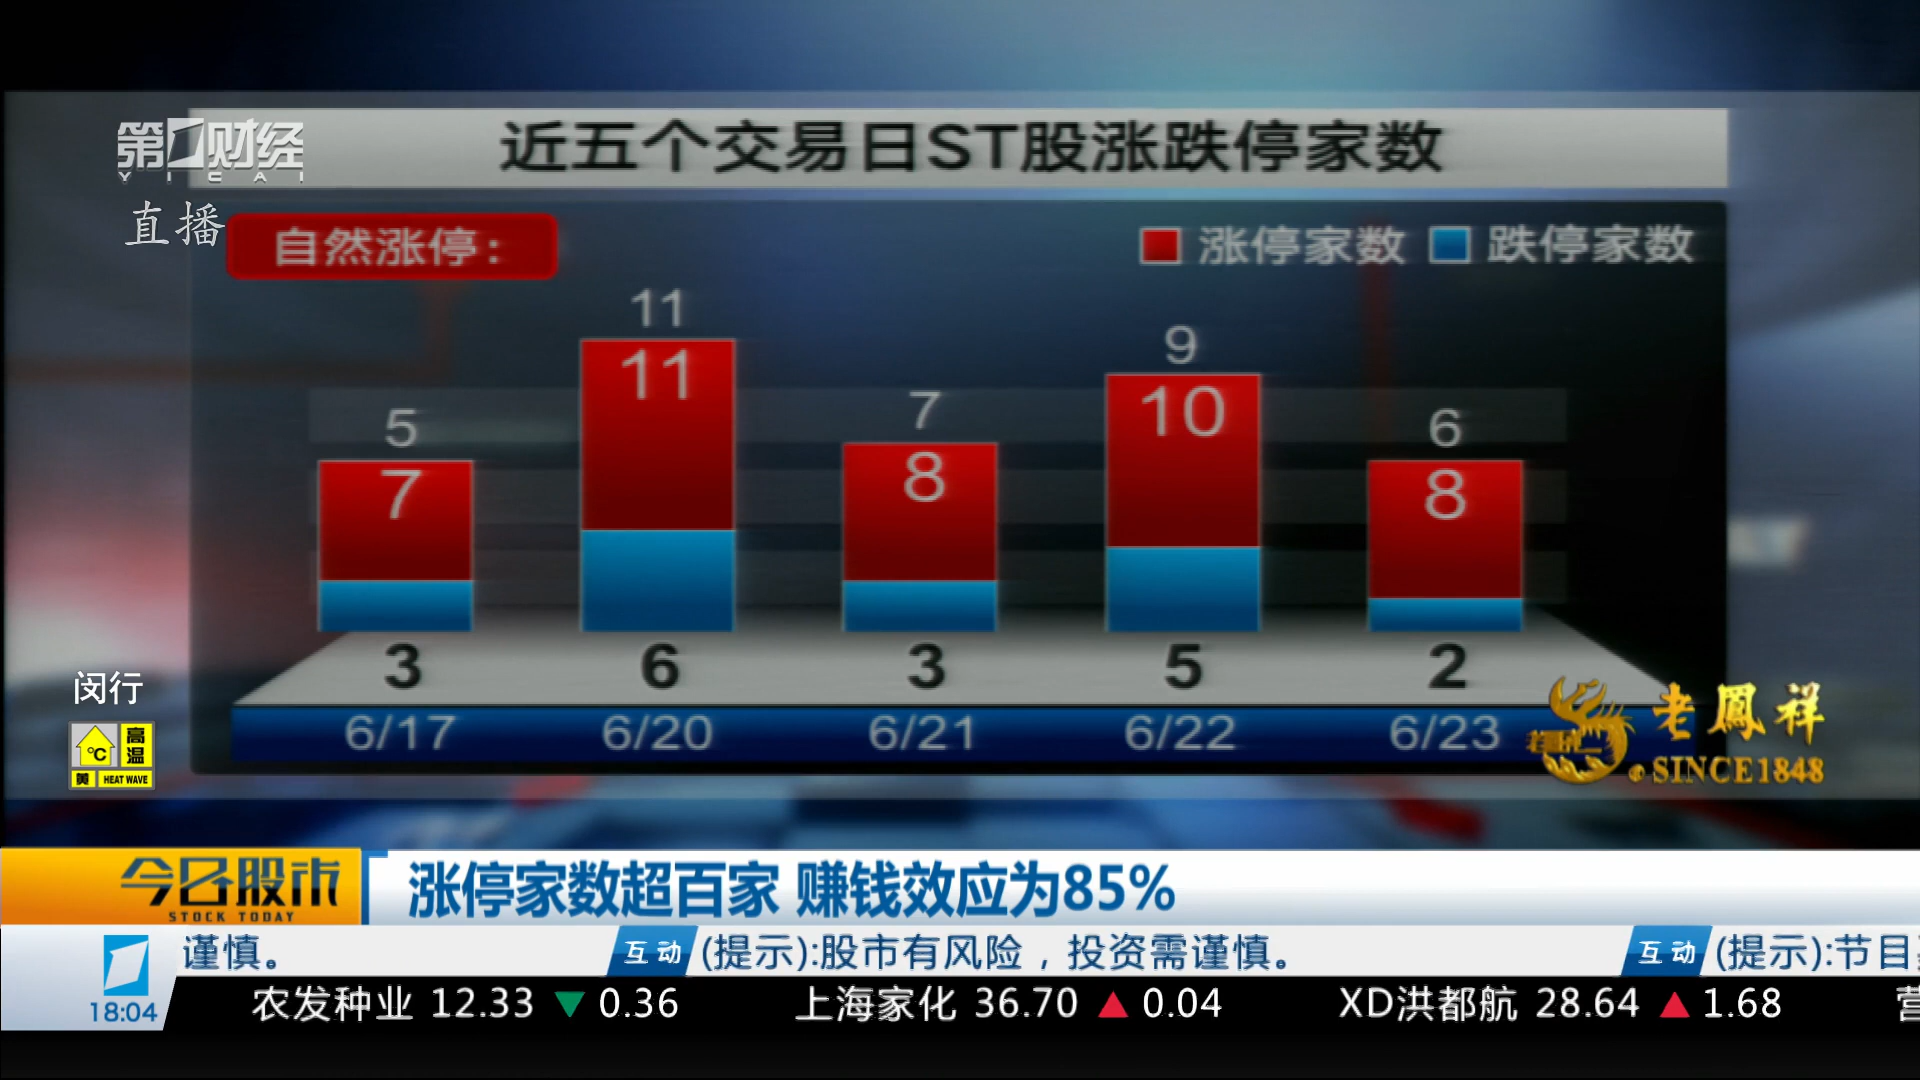 近五个交易日ST股涨跌停家数
第1财经
YICAI
直播
自然涨停:
涨停家数 跌停家数
5 11 7 9 6
7 11 8 10 8
3 6 3 5 2
6/17 6/20 6/21 6/22 6/23
闵行
℃ 高温
黄 HEAT WAVE
老鳳祥
SINCE1848
今日股市
STOCK TODAY
涨停家数超百家 赚钱效应为85%
谨慎。 互动 (提示):股市有风险，投资需谨慎。 互动 (提示):节目
18:04
农发种业 12.33 ▼ 0.36 上海家化 36.70 ▲ 0.04 XD洪都航 28.64 ▲ 1.68